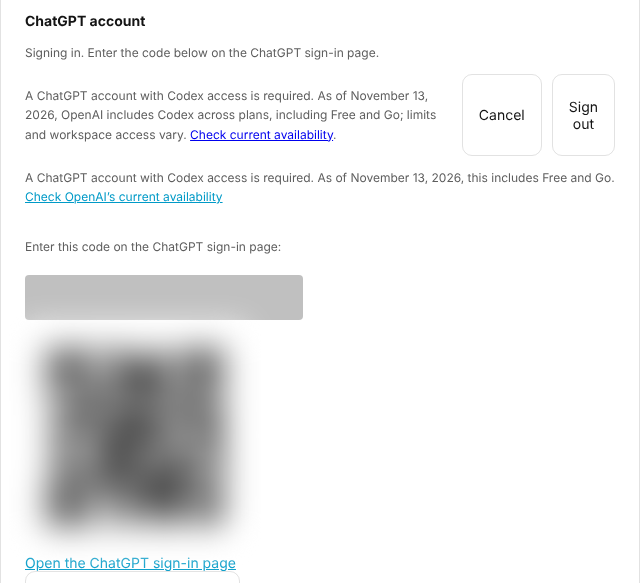 ChatGPT account
Signing in. Enter the code below on the ChatGPT sign-in page.
A ChatGPT account with Codex access is required. As of November 13,
2026, OpenAI includes Codex across plans, including Free and Go; limits
and workspace access vary. Check current availability.
Cancel
Sign
out
A ChatGPT account with Codex access is required. As of November 13, 2026, this includes Free and Go.
Check OpenAI's current availability
Enter this code on the ChatGPT sign-in page:
Open the ChatGPT sign-in page